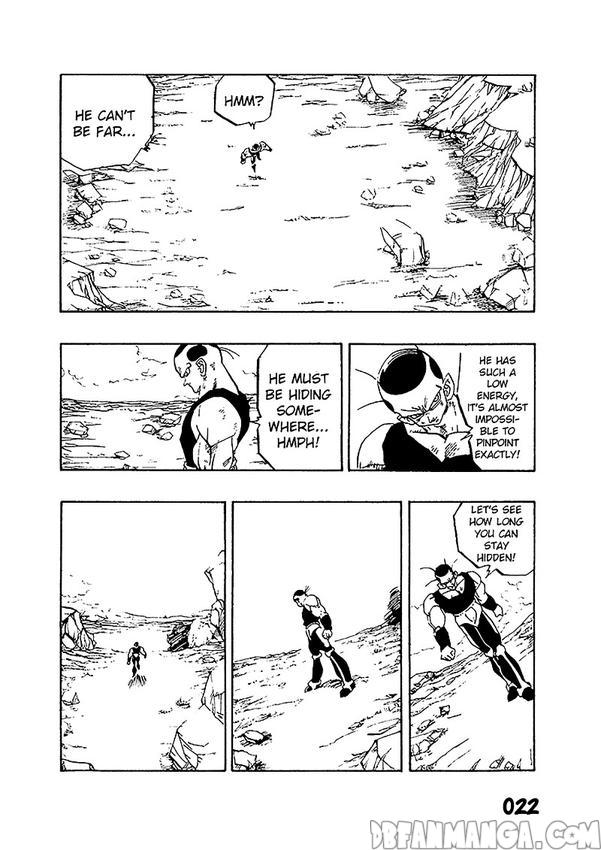 HE CAN'T
BE FAR...
HMM?
HE MUST
BE HIDING
SOME-
WHERE...
HMPH!
HE HAS
SUCH A
LOW
ENERGY,
IT'S ALMOST
IMPOSSI-
BLE TO
PINPOINT
EXACTLY!
LET'S SEE
HOW LONG
YOU CAN
STAY
HIDDEN!
022
DBFANMANGA.COM